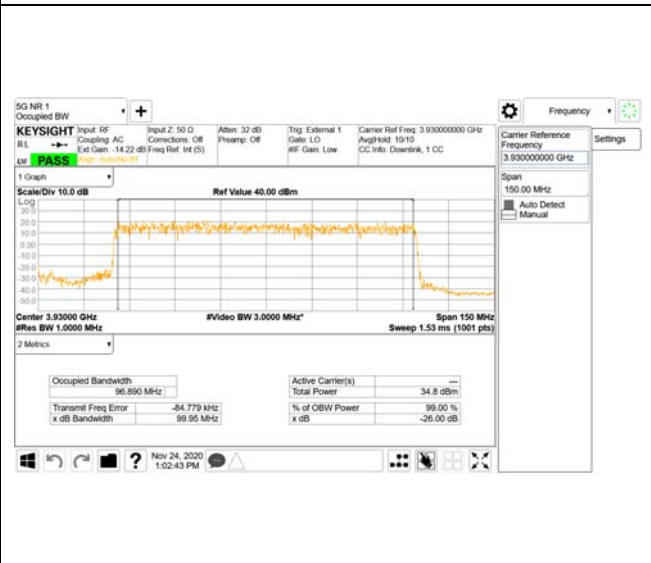 5G NR 1
Occupied BW
+
Frequency
KEYSIGHT
Input: RF
Coupling: AC
Ext Gain: -14.22 dB
Align: Auto/No RF
Input Z: 50 Ω
Corrections: Off
Freq Ref: Int (S)
Atten: 32 dB
Preamp: Off
Trig: External 1
Gate: LO
#IF Gain: Low
Carrier Ref Freq: 3.930000000 GHz
Avg|Hold: 10/10
CC Info: Downlink, 1 CC
RL
PASS
Carrier Reference
Frequency
3.930000000 GHz
Settings
Span
150.00 MHz
Auto Detect
Manual
1 Graph
Scale/Div 10.0 dB
Ref Value 40.00 dBm
Log
30.0
20.0
10.0
0.00
-10.0
-20.0
-30.0
-40.0
-50.0
Center 3.93000 GHz
#Video BW 3.0000 MHz*
Span 150 MHz
#Res BW 1.0000 MHz
Sweep 1.53 ms (1001 pts)
2 Metrics
Occupied Bandwidth
96.890 MHz
Active Carrier(s)
---
Total Power
34.8 dBm
Transmit Freq Error
-84.779 kHz
% of OBW Power
99.00 %
x dB Bandwidth
99.95 MHz
x dB
-26.00 dB
?
Nov 24, 2020
1:02:43 PM